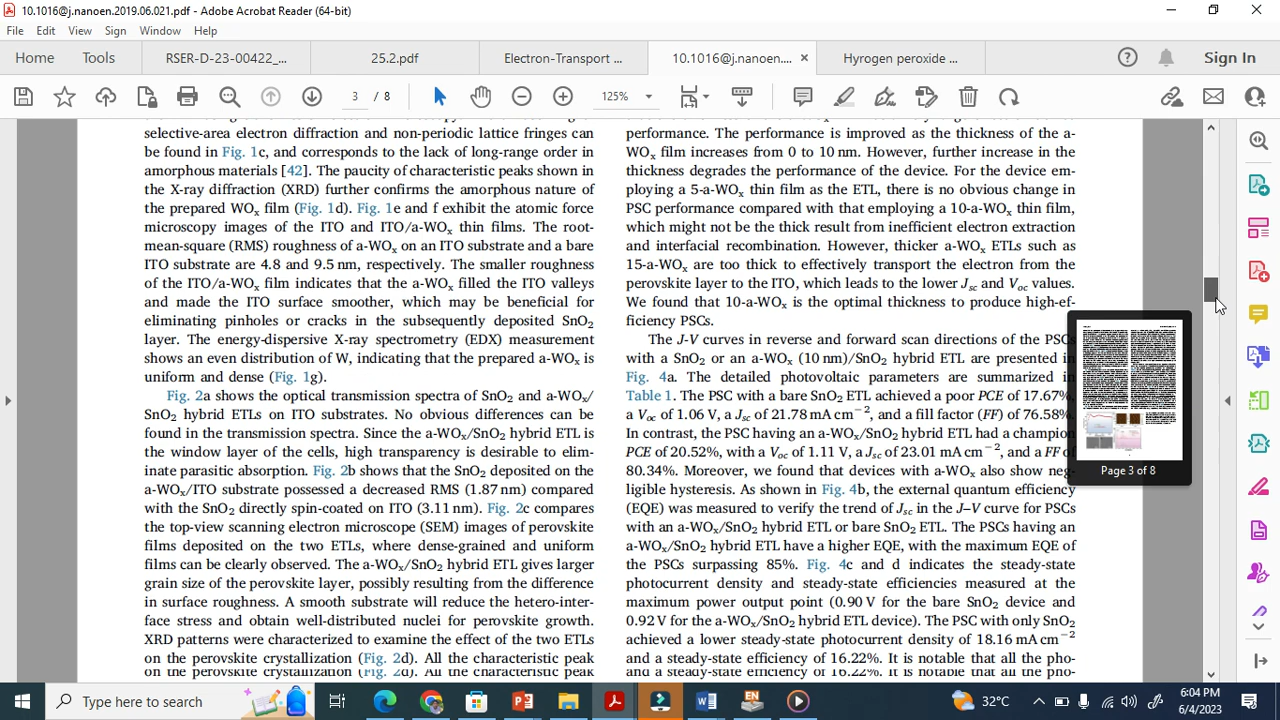 10.1016@j.nanoen.2019.06.021.pdf - Adobe Acrobat Reader (64-bit)
File Edit View Sign Window Help
Home Tools RSER-D-23-00422_... 25.2.pdf Electron-Transport ... 10.1016@j.nanoen.... Hyrogen peroxide ... Sign In
3 / 8 125%
selective-area electron diffraction and non-periodic lattice fringes can
be found in Fig. 1c, and corresponds to the lack of long-range order in
amorphous materials [42]. The paucity of characteristic peaks shown in
the X-ray diffraction (XRD) further confirms the amorphous nature of
the prepared WOx film (Fig. 1d). Fig. 1e and f exhibit the atomic force
microscopy images of the ITO and ITO/a-WOx thin films. The root-
mean-square (RMS) roughness of a-WOx on an ITO substrate and a bare
ITO substrate are 4.8 and 9.5 nm, respectively. The smaller roughness
of the ITO/a-WOx film indicates that the a-WOx filled the ITO valleys
and made the ITO surface smoother, which may be beneficial for
eliminating pinholes or cracks in the subsequently deposited SnO2
layer. The energy-dispersive X-ray spectrometry (EDX) measurement
shows an even distribution of W, indicating that the prepared a-WOx is
uniform and dense (Fig. 1g).
Fig. 2a shows the optical transmission spectra of SnO2 and a-WOx/
SnO2 hybrid ETLs on ITO substrates. No obvious differences can be
found in the transmission spectra. Since the a-WOx/SnO2 hybrid ETL is
the window layer of the cells, high transparency is desirable to elim-
inate parasitic absorption. Fig. 2b shows that the SnO2 deposited on the
a-WOx/ITO substrate possessed a decreased RMS (1.87 nm) compared
with the SnO2 directly spin-coated on ITO (3.11 nm). Fig. 2c compares
the top-view scanning electron microscope (SEM) images of perovskite
films deposited on the two ETLs, where dense-grained and uniform
films can be clearly observed. The a-WOx/SnO2 hybrid ETL gives larger
grain size of the perovskite layer, possibly resulting from the difference
in surface roughness. A smooth substrate will reduce the hetero-inter-
face stress and obtain well-distributed nuclei for perovskite growth.
XRD patterns were characterized to examine the effect of the two ETLs
on the perovskite crystallization (Fig. 2d). All the characteristic peak
on the perovskite crystallization (Fig. 2d). All the characteristic peak
performance. The performance is improved as the thickness of the a-
WOx film increases from 0 to 10 nm. However, further increase in the
thickness degrades the performance of the device. For the device em-
ploying a 5-a-WOx thin film as the ETL, there is no obvious change in
PSC performance compared with that employing a 10-a-WOx thin film,
which might not be the thick result from inefficient electron extraction
and interfacial recombination. However, thicker a-WOx ETLs such as
15-a-WOx are too thick to effectively transport the electron from the
perovskite layer to the ITO, which leads to the lower Jsc and Voc values.
We found that 10-a-WOx is the optimal thickness to produce high-ef-
ficiency PSCs.
The J-V curves in reverse and forward scan directions of the PSCs
with a SnO2 or an a-WOx (10 nm)/SnO2 hybrid ETL are presented in
Fig. 4a. The detailed photovoltaic parameters are summarized
Table 1. The PSC with a bare SnO2 ETL achieved a poor PCE of 17.67%,
a Voc of 1.06 V, a Jsc of 21.78 mA cm−2, and a fill factor (FF) of 76.58%.
In contrast, the PSC having an a-WOx/SnO2 hybrid ETL had a champion
PCE of 20.52%, with a Voc of 1.11 V, a Jsc of 23.01 mA cm−2, and a FF of
80.34%. Moreover, we found that devices with a-WOx also show neg-
ligible hysteresis. As shown in Fig. 4b, the external quantum efficiency
(EQE) was measured to verify the trend of Jsc in the J–V curve for PSCs
with an a-WOx/SnO2 hybrid ETL or bare SnO2 ETL. The PSCs having an
a-WOx/SnO2 hybrid ETL have a higher EQE, with the maximum EQE of
the PSCs surpassing 85%. Fig. 4c and d indicates the steady-state
photocurrent density and steady-state efficiencies measured at the
maximum power output point (0.90 V for the bare SnO2 device and
0.92 V for the a-WOx/SnO2 hybrid ETL device). The PSC with only SnO2
achieved a lower steady-state photocurrent density of 18.16 mA cm−2
and a steady-state efficiency of 16.22%. It is notable that all the pho-
and a steady-state efficiency of 16.22%. It is notable that all the pho-
Page 3 of 8
Type here to search
EN
32°C
6:04 PM
6/4/2023